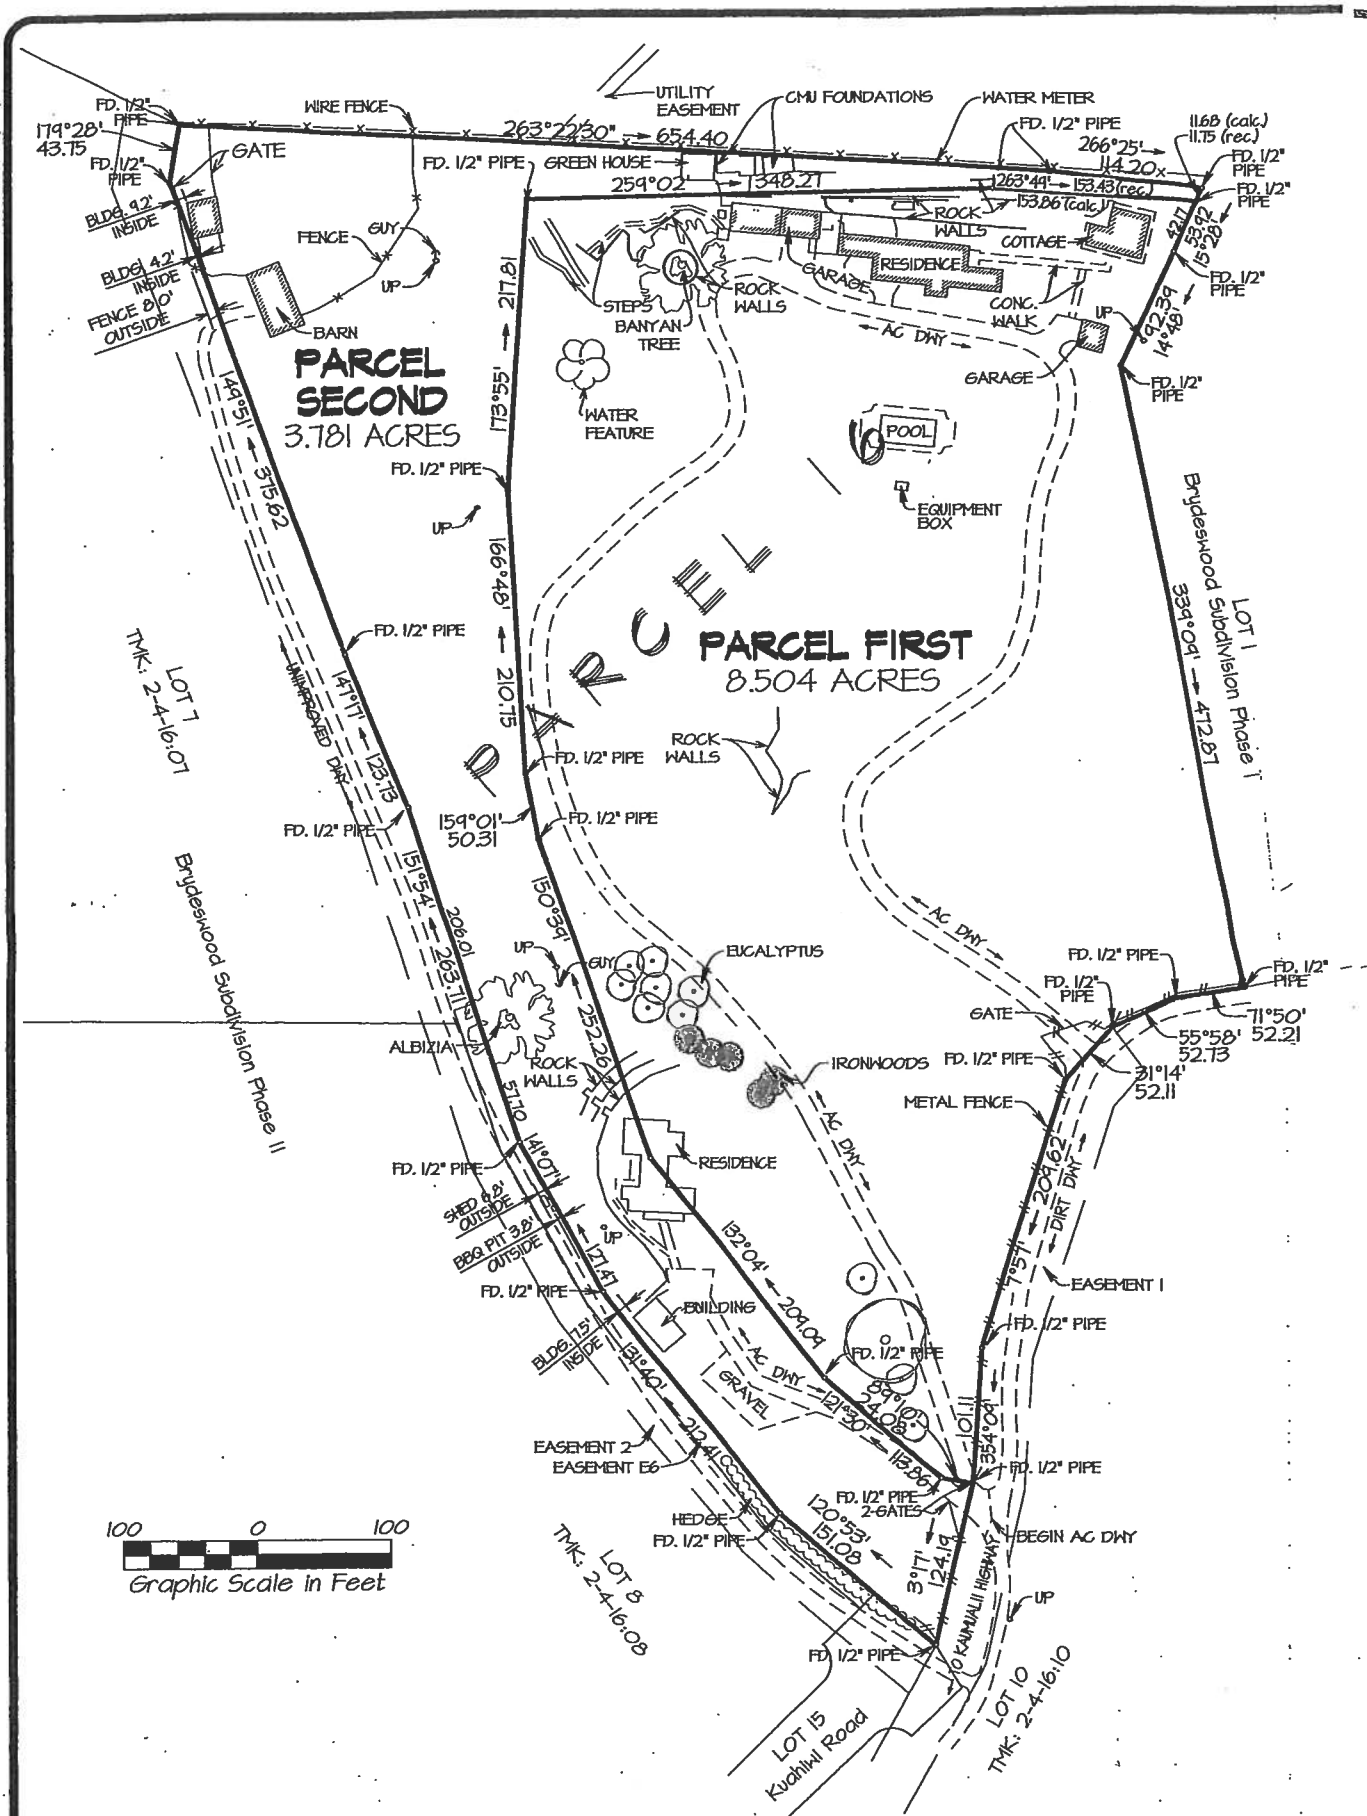 UTILITY
EASEMENT
CMU FOUNDATIONS
WATER METER
FD. 1/2"
PIPE
WIRE FENCE
263°22'30" 654.40
FD. 1/2" PIPE
266°25'
114.20
11.68 (calc.)
11.75 (rec.)
FD. 1/2"
PIPE
179°28'
43.75
FD. 1/2"
PIPE
GATE
FD. 1/2" PIPE
GREEN HOUSE
259°02' 348.27
263°49' 153.43 (rec.)
153.86 (calc.)
FD. 1/2"
PIPE
BLDG. 9.2'
INSIDE
BLDG. 4.2'
INSIDE
FENCE 8.0'
OUTSIDE
FENCE
GUY
UP
BARN
ROCK
WALLS
COTTAGE
42.17
53.92
15°28'
FD. 1/2"
PIPE
GARAGE
RESIDENCE
STEPS
BANYAN
TREE
ROCK
WALLS
CONC.
WALK
UP
92.39
14°48'
AC DWY
GARAGE
FD. 1/2"
PIPE
217.81
173°55'
PARCEL
SECOND
3.781 ACRES
WATER
FEATURE
POOL
149°51'
375.62
FD. 1/2" PIPE
UP
EQUIPMENT
BOX
166°48'
210.75
LOT 1
Brydeswood Subdivision Phase I
339°09' 472.87
PARCEL
FD. 1/2" PIPE
PARCEL FIRST
8.504 ACRES
LOT 7
TMK: 2-4-16:07
UNIMPROVED DWY
147°17'
123.73
ROCK
WALLS
FD. 1/2" PIPE
159°01'
50.31
FD. 1/2" PIPE
FD. 1/2" PIPE
Brydeswood Subdivision Phase II
151°54'
206.01
263.71
150°39'
252.26
AC DWY
UP
GUY
EUCALYPTUS
FD. 1/2" PIPE
FD. 1/2"
PIPE
FD. 1/2"
PIPE
GATE
71°50'
52.21
55°58'
52.73
31°14'
52.11
ALBIZIA
ROCK
WALLS
IRONWOODS
FD. 1/2" PIPE
METAL FENCE
57.70
AC DWY
FD. 1/2" PIPE
141°07'
127.47
RESIDENCE
209.62
7°57'
DIRT DWY
SHED 8.8'
OUTSIDE
BBQ PIT 3.8'
OUTSIDE
UP
132°04'
209.09
EASEMENT 1
FD. 1/2" PIPE
BUILDING
FD. 1/2" PIPE
BLDG. 7.5'
INSIDE
131°40'
212.41
AC DWY
GRAVEL
FD. 1/2" PIPE
89°10'
24.08
121°30'
113.86
101.11
354°09'
EASEMENT 2
EASEMENT E6
FD. 1/2" PIPE
FD. 1/2" PIPE
2-GATES
HEDGE
FD. 1/2" PIPE
120°53'
151.08
3°17'
124.19
TO KAUMUALII HIGHWAY
BEGIN AC DWY
UP
100 0 100
Graphic Scale in Feet
LOT 8
TMK: 2-4-16:08
FD. 1/2" PIPE
LOT 15
Kuahiwi Road
LOT 10
TMK: 2-4-16:10